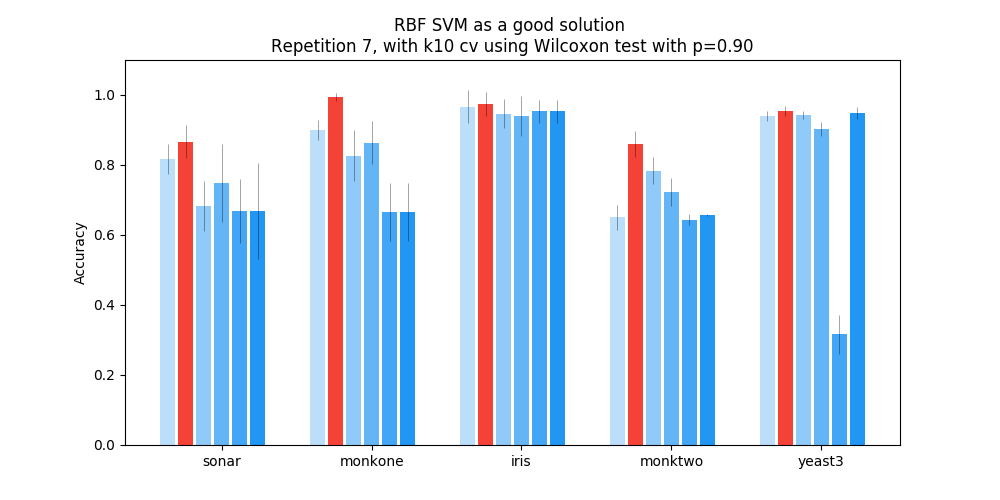 RBF SVM as a good solution
Repetition 7, with k10 cv using Wilcoxon test with p=0.90
Accuracy
1.0
0.8
0.6
0.4
0.2
0.0
sonar
monkone
iris
monktwo
yeast3